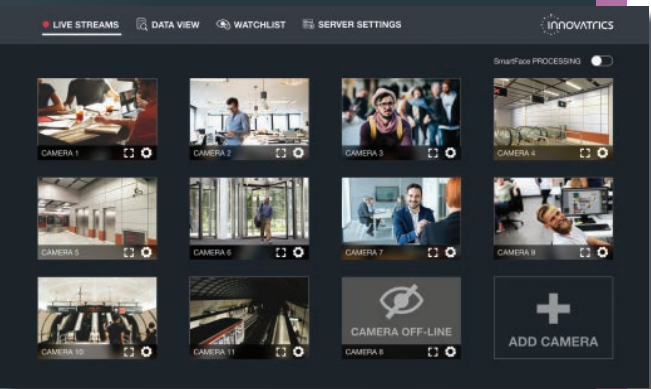 LIVE STREAMS DATA VIEW WATCHLIST SERVER SETTINGS INNOVATRICS
SmartFace PROCESSING
CAMERA 1 CAMERA 2 CAMERA 3 CAMERA 4
CAMERA 5 CAMERA 6 CAMERA 7 CAMERA 9
CAMERA OFF-LINE
ADD CAMERA
CAMERA 10 CAMERA 11 CAMERA 8